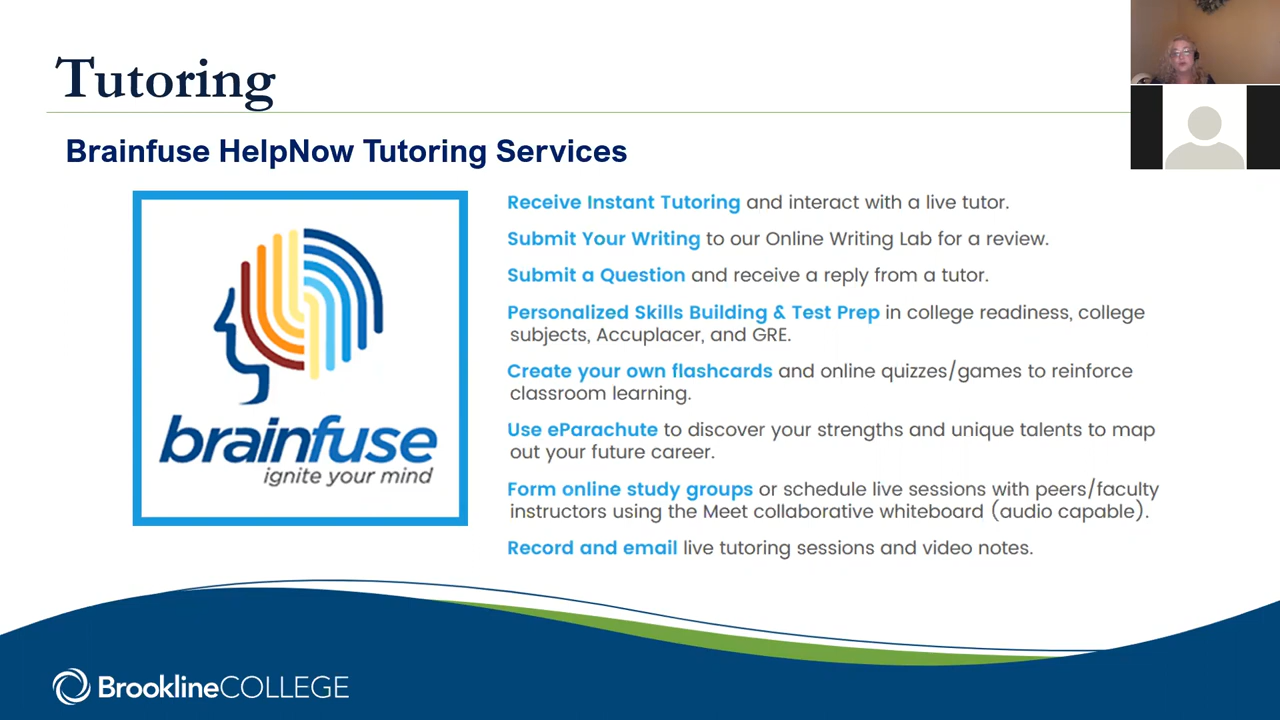 Tutoring
Brainfuse HelpNow Tutoring Services
brainfuse
ignite your mind
Receive Instant Tutoring and interact with a live tutor.
Submit Your Writing to our Online Writing Lab for a review.
Submit a Question and receive a reply from a tutor.
Personalized Skills Building & Test Prep in college readiness, college
subjects, Accuplacer, and GRE.
Create your own flashcards and online quizzes/games to reinforce
classroom learning.
Use eParachute to discover your strengths and unique talents to map
out your future career.
Form online study groups or schedule live sessions with peers/faculty
instructors using the Meet collaborative whiteboard (audio capable).
Record and email live tutoring sessions and video notes.
BrooklineCOLLEGE